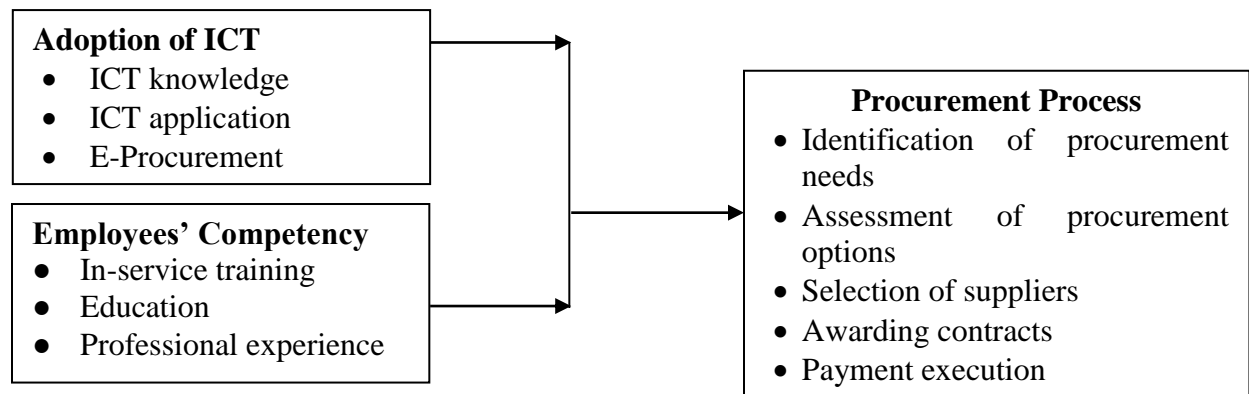 Adoption of ICT
• ICT knowledge
• ICT application
• E-Procurement
Employees’ Competency
● In-service training
● Education
● Professional experience
Procurement Process
• Identification of procurement
needs
• Assessment of procurement
options
• Selection of suppliers
• Awarding contracts
• Payment execution